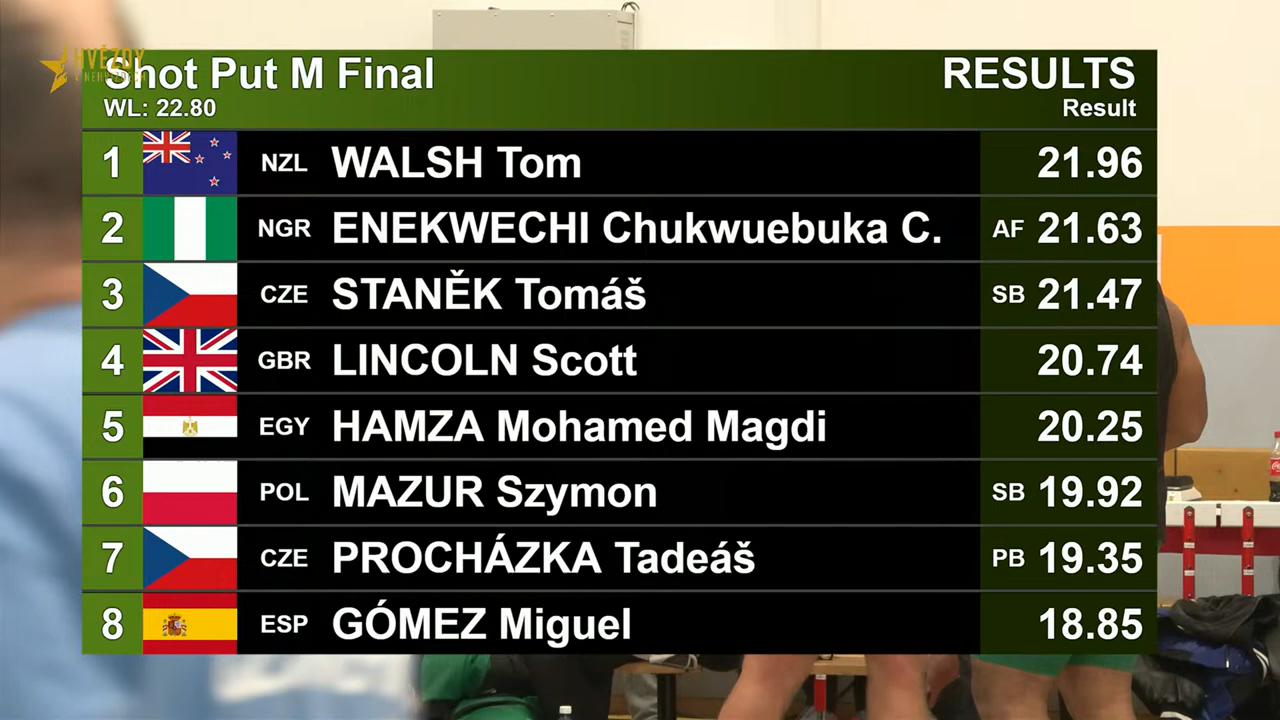 HVĚZDY
Shot Put M Final
RESULTS
WL: 22.80
Result
1 NZL WALSH Tom 21.96
2 NGR ENEKWECHI Chukwuebuka C. AF 21.63
3 CZE STANĚK Tomáš SB 21.47
4 GBR LINCOLN Scott 20.74
5 EGY HAMZA Mohamed Magdi 20.25
6 POL MAZUR Szymon SB 19.92
7 CZE PROCHÁZKA Tadeáš PB 19.35
8 ESP GÓMEZ Miguel 18.85